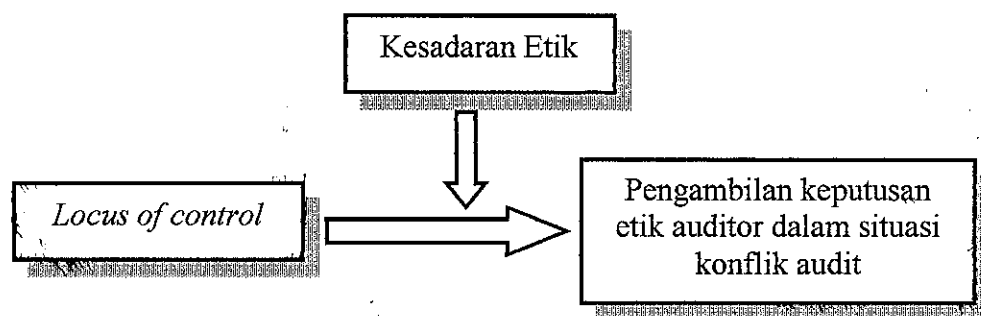 Kesadaran Etik
Locus of control
Pengambilan keputusan
etik auditor dalam situasi
konflik audit